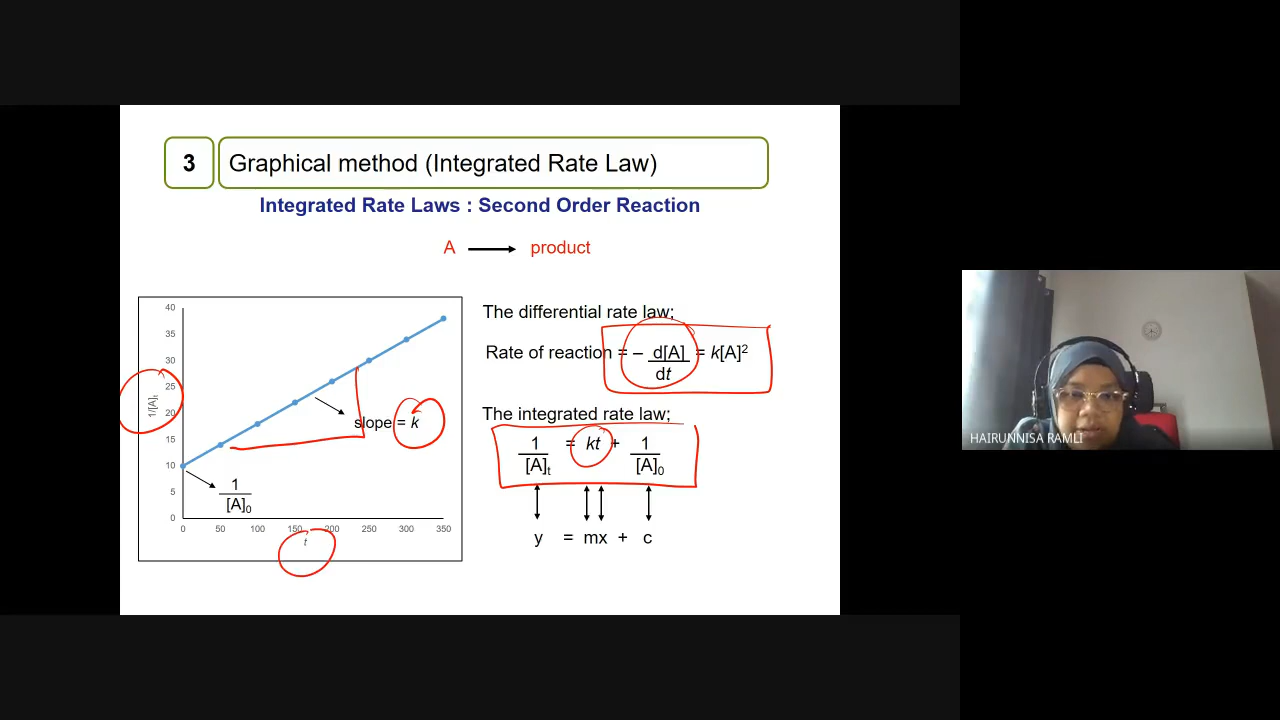 3
Graphical method (Integrated Rate Law)
Integrated Rate Laws : Second Order Reaction
A → product
40
35
30
25
20
15
10
5
0
1/[A]t
slope = k
1
[A]0
0 50 100 150 200 250 300 350
t
The differential rate law;
Rate of reaction = – d[A] = k[A]²
dt
The integrated rate law;
1 = kt + 1
[A]t [A]0
y = mx + c
HAIRUNNISA RAMLI